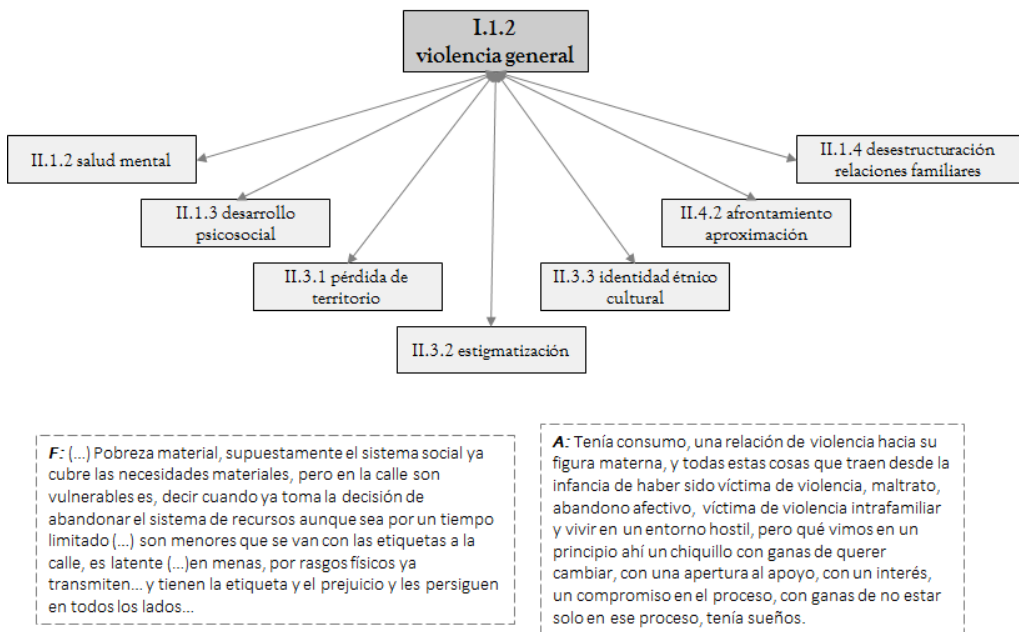 I.1.2
violencia general
II.1.2 salud mental
II.1.4 desestructuración
relaciones familiares
II.1.3 desarrollo
psicosocial
II.4.2 afrontamiento
aproximación
II.3.1 pérdida de
territorio
II.3.3 identidad étnico
cultural
II.3.2 estigmatización
F: (...) Pobreza material, supuestamente el sistema social ya
cubre las necesidades materiales, pero en la calle son
vulnerables es, decir cuando ya toma la decisión de
abandonar el sistema de recursos aunque sea por un tiempo
limitado (...) son menores que se van con las etiquetas a la
calle, es latente (...)en menas, por rasgos físicos ya
transmiten... y tienen la etiqueta y el prejuicio y les persiguen
en todos los lados...
A: Tenía consumo, una relación de violencia hacia su
figura materna, y todas estas cosas que traen desde la
infancia de haber sido víctima de violencia, maltrato,
abandono afectivo, víctima de violencia intrafamiliar
y vivir en un entorno hostil, pero qué vimos en un
principio ahí un chiquillo con ganas de querer
cambiar, con una apertura al apoyo, con un interés,
un compromiso en el proceso, con ganas de no estar
solo en ese proceso, tenía sueños.